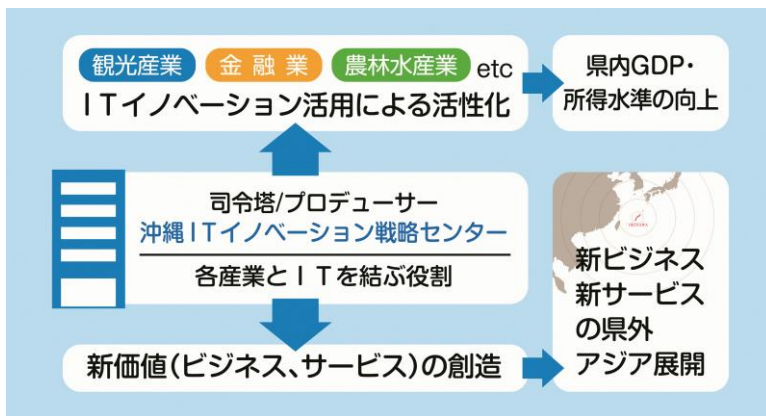 観光産業 金融業 農林水産業 etc
ITイノベーション活用による活性化
県内GDP・
所得水準の向上
司令塔/プロデューサー
沖縄ITイノベーション戦略センター
各産業とITを結ぶ役割
新価値(ビジネス、サービス)の創造
新ビジネス
新サービス
の県外
アジア展開